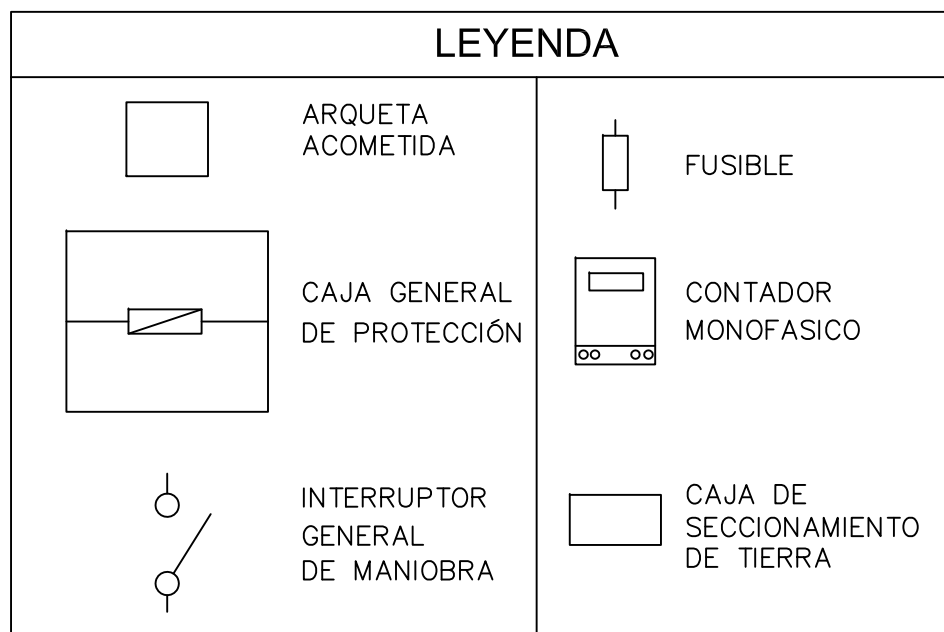 LEYENDA
ARQUETA
ACOMETIDA
CAJA GENERAL
DE PROTECCIÓN
INTERRUPTOR
GENERAL
DE MANIOBRA
FUSIBLE
CONTADOR
MONOFASICO
CAJA DE
SECCIONAMIENTO
DE TIERRA